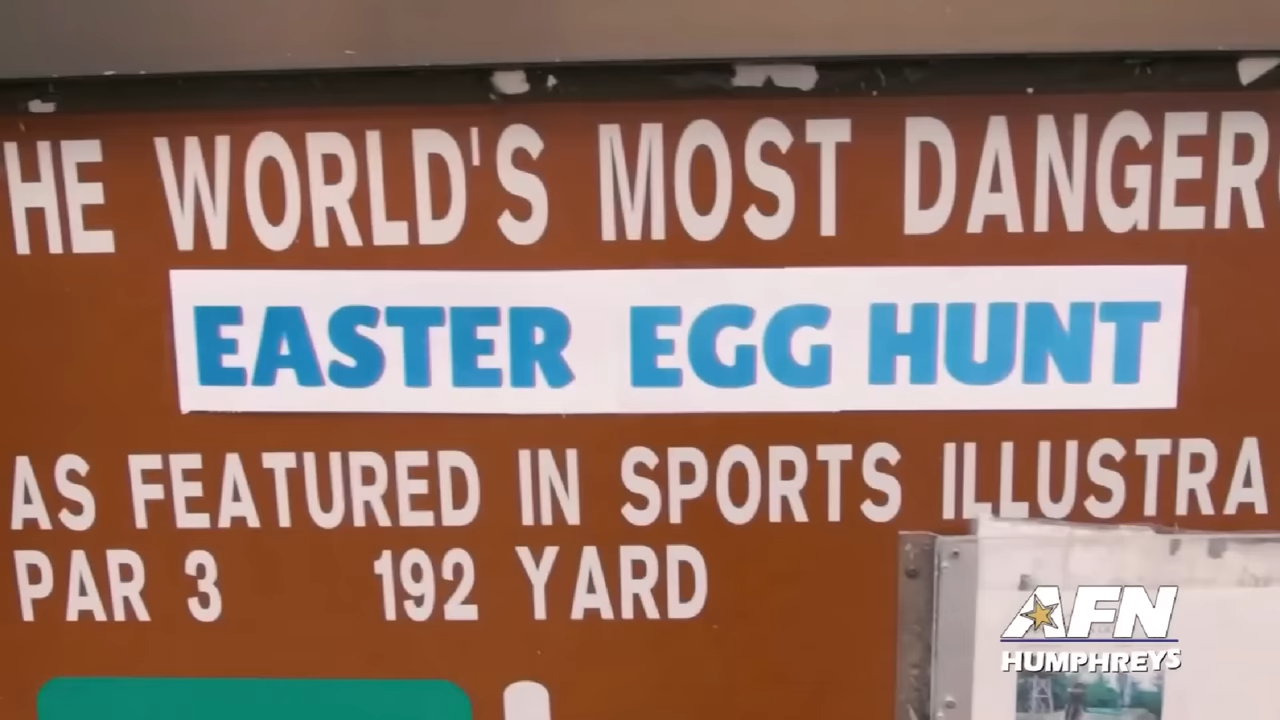 HE WORLD'S MOST DANGER
EASTER EGG HUNT
AS FEATURED IN SPORTS ILLUSTRA
PAR 3 192 YARD
AFN
HUMPHREYS